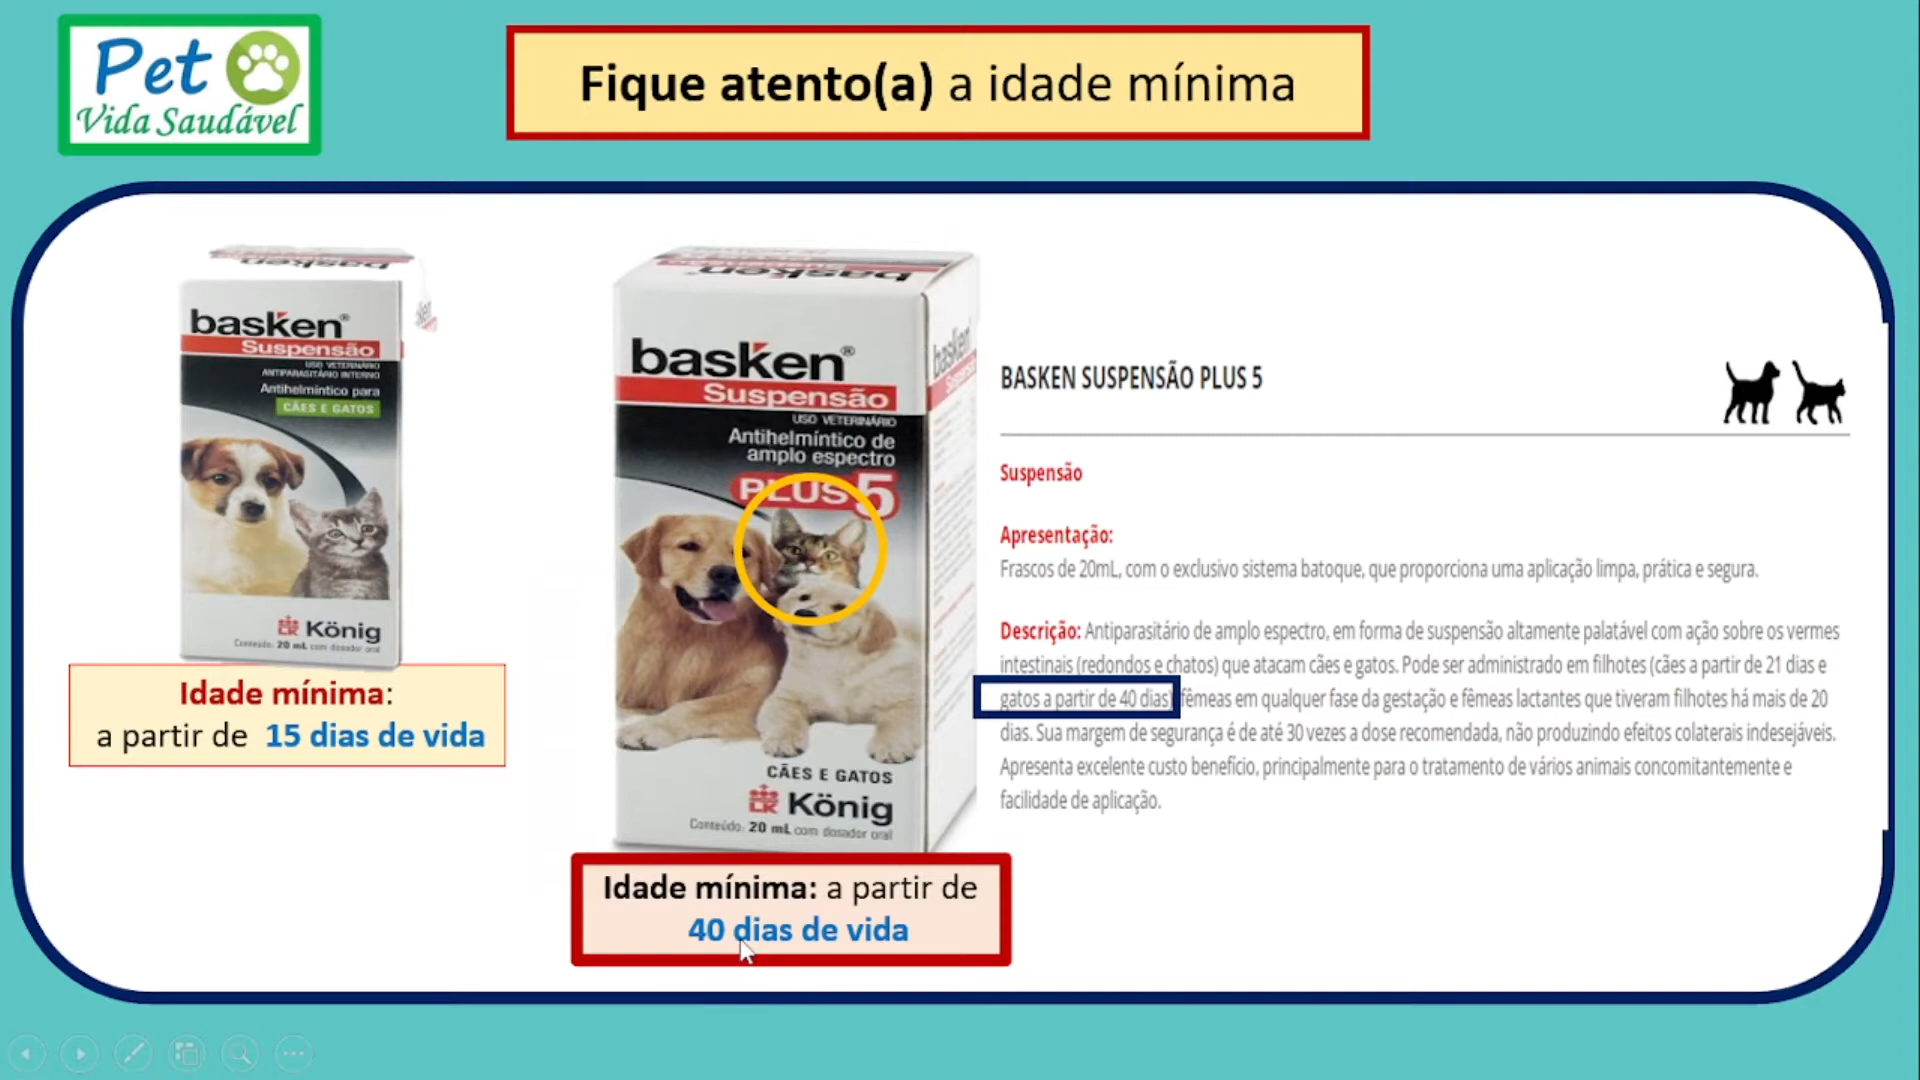 Pet
Vida Saudável
Fique atento(a) a idade mínima
basken®
Suspensão
USO VETERINÁRIO
ANTIPARASITÁRIO INTERNO
Antihelmíntico para
CÃES E GATOS
König
Conteúdo: 20 mL com dosador oral
Idade mínima:
a partir de 15 dias de vida
basken
basken®
Suspensão
USO VETERINÁRIO
Antihelmíntico de
amplo espectro
PLUS 5
CÃES E GATOS
König
Conteúdo: 20 mL com dosador oral
Idade mínima: a partir de
40 dias de vida
BASKEN SUSPENSÃO PLUS 5
Suspensão
Apresentação:
Frascos de 20mL, com o exclusivo sistema batoque, que proporciona uma aplicação limpa, prática e segura.
Descrição: Antiparasitário de amplo espectro, em forma de suspensão altamente palatável com ação sobre os vermes
intestinais (redondos e chatos) que atacam cães e gatos. Pode ser administrado em filhotes (cães a partir de 21 dias e
gatos a partir de 40 dias) fêmeas em qualquer fase da gestação e fêmeas lactantes que tiveram filhotes há mais de 20
dias. Sua margem de segurança é de até 30 vezes a dose recomendada, não produzindo efeitos colaterais indesejáveis.
Apresenta excelente custo benefício, principalmente para o tratamento de vários animais concomitantemente e
facilidade de aplicação.